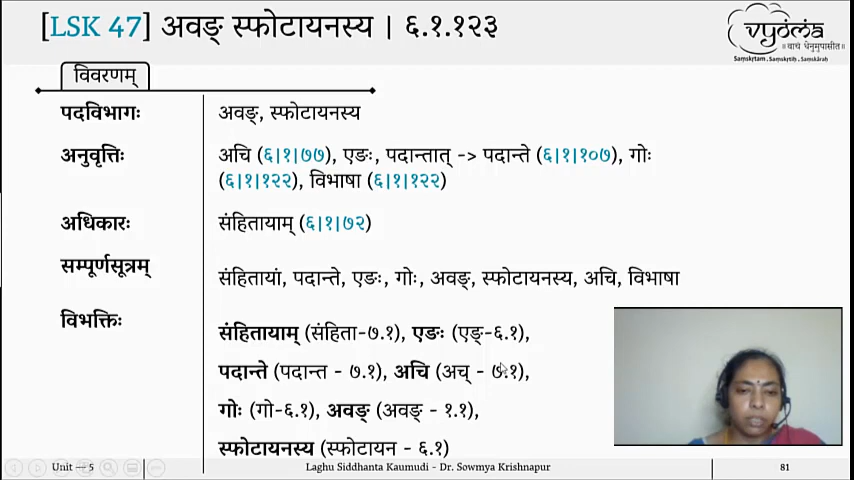 [LSK 47] अवङ् स्फोटायनस्य | ६.१.१२३
vyoma
॥ वाचं धेनुमुपासीत ॥
Saṃskṛtam, Saṃskṛtiḥ, Saṃskārāḥ
विवरणम्
पदविभागः अवङ्, स्फोटायनस्य
अनुवृत्तिः अचि (६|१|७७), एङः, पदान्तात् -> पदान्ते (६|१|१०७), गोः
(६|१|१२२), विभाषा (६|१|१२२)
अधिकारः संहितायाम् (६|१|७२)
सम्पूर्णसूत्रम् संहितायां, पदान्ते, एङः, गोः, अवङ्, स्फोटायनस्य, अचि, विभाषा
विभक्तिः संहितायाम् (संहिता-७.१), एङः (एङ्-६.१),
पदान्ते (पदान्त - ७.१), अचि (अच् - ७.१),
गोः (गो-६.१), अवङ् (अवङ् - १.१),
स्फोटायनस्य (स्फोटायन - ६.१)
Unit – 5 Laghu Siddhanta Kaumudi - Dr. Sowmya Krishnapur 81